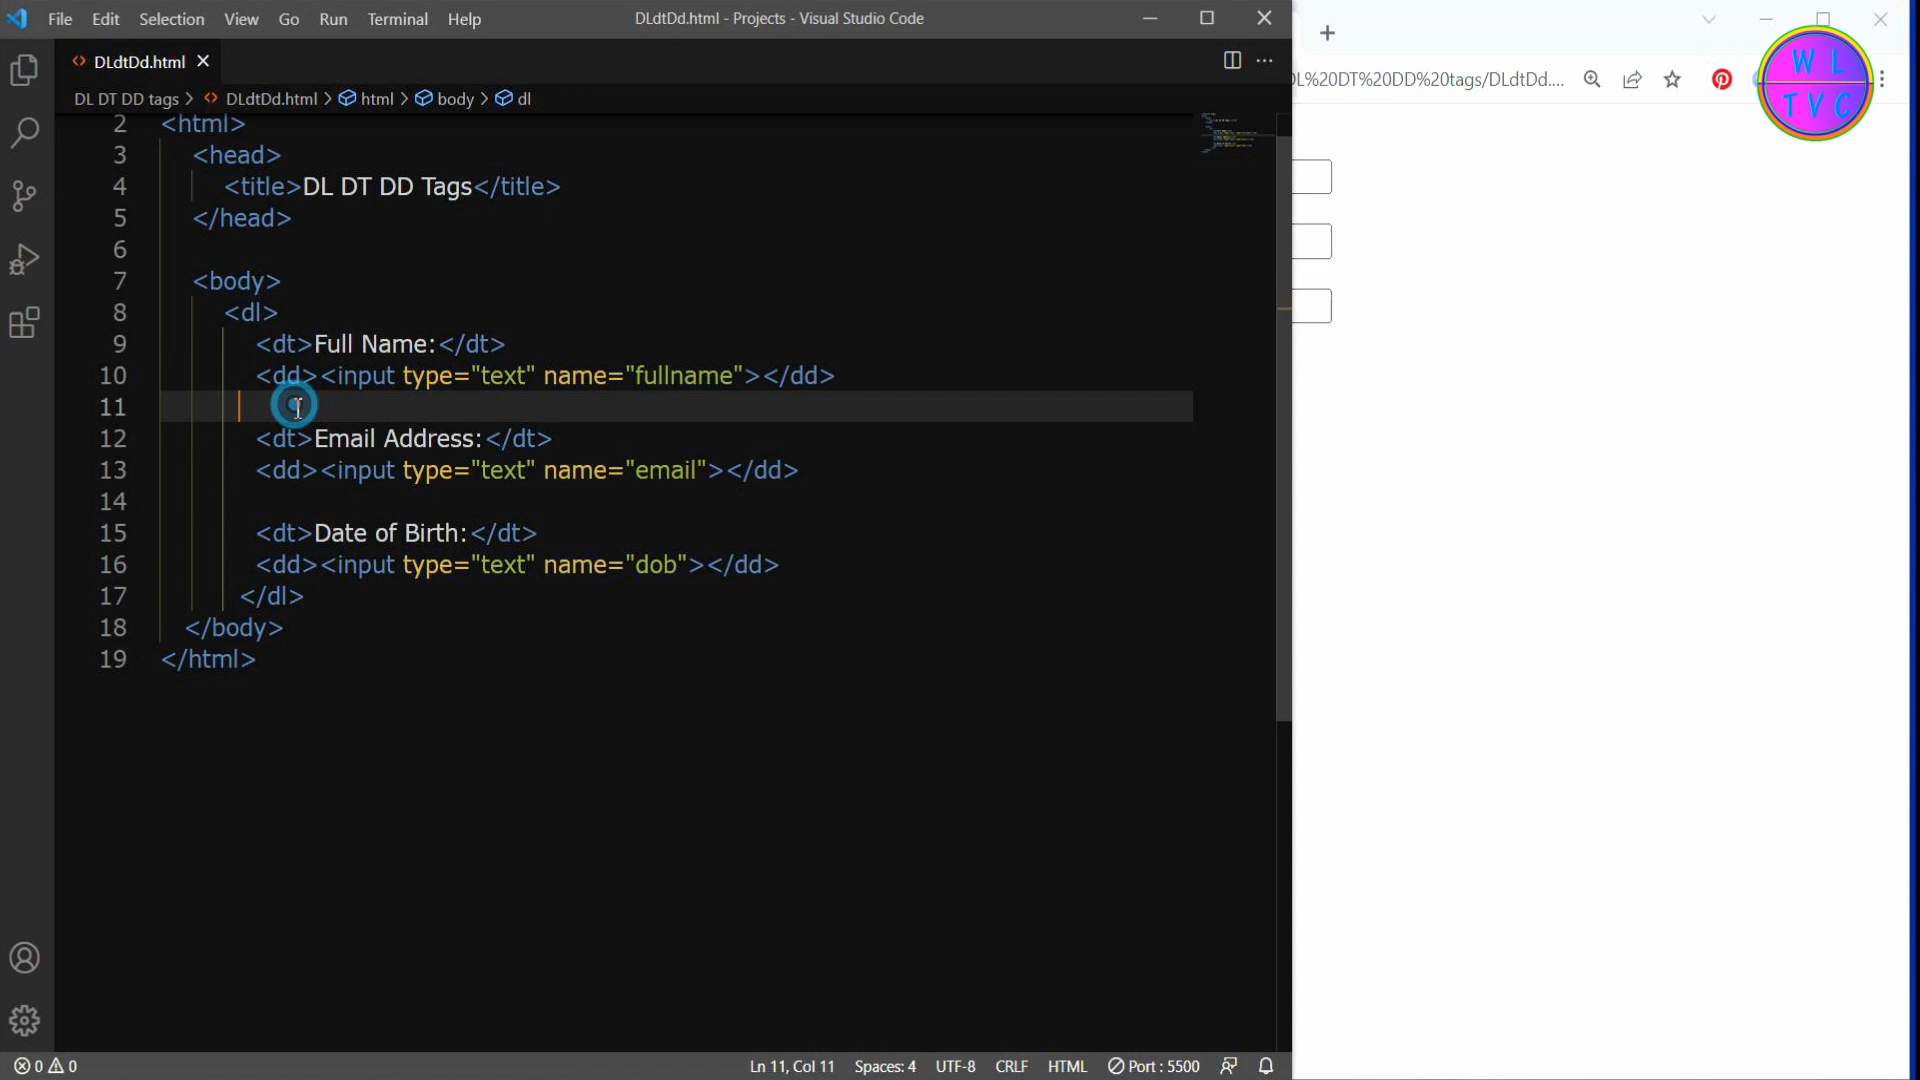 File Edit Selection View Go Run Terminal Help
DLdtDd.html - Projects - Visual Studio Code
DLdtDd.html
DL DT DD tags > DLdtDd.html > html > body > dl
2 <html>
3 <head>
4 <title>DL DT DD Tags</title>
5 </head>
6
7 <body>
8 <dl>
9 <dt>Full Name:</dt>
10 <dd><input type="text" name="fullname"></dd>
11
12 <dt>Email Address:</dt>
13 <dd><input type="text" name="email"></dd>
14
15 <dt>Date of Birth:</dt>
16 <dd><input type="text" name="dob"></dd>
17 </dl>
18 </body>
19 </html>
0 0 Ln 11, Col 11 Spaces: 4 UTF-8 CRLF HTML Port : 5500
DL%20DT%20DD%20tags/DLdtDd....
W L
T V C